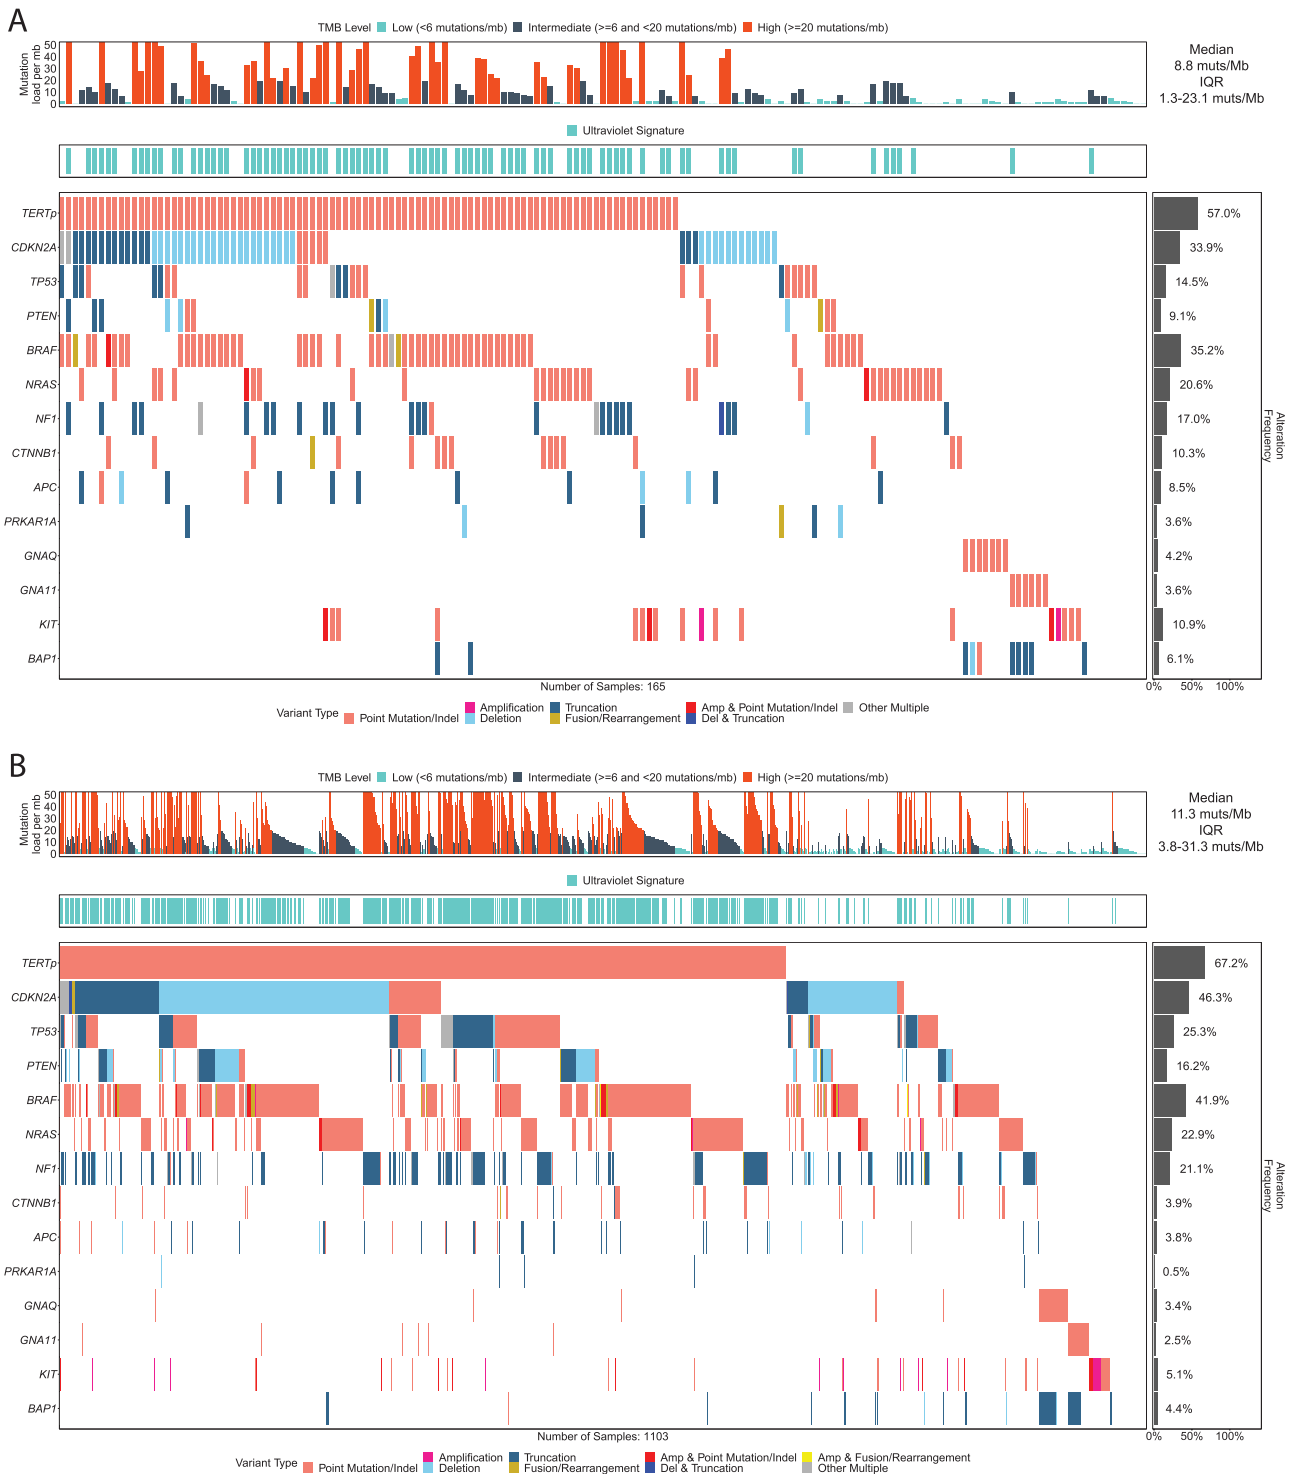 A
TMB Level Low (<6 mutations/mb) Intermediate (>=6 and <20 mutations/mb) High (>=20 mutations/mb)
Mutation
load per mb
50
40
30
20
10
0
Median
8.8 muts/Mb
IQR
1.3-23.1 muts/Mb
Ultraviolet Signature
TERTp 57.0%
CDKN2A 33.9%
TP53 14.5%
PTEN 9.1%
BRAF 35.2%
NRAS 20.6%
NF1 17.0%
CTNNB1 10.3%
APC 8.5%
PRKAR1A 3.6%
GNAQ 4.2%
GNA11 3.6%
KIT 10.9%
BAP1 6.1%
Alteration
Frequency
Number of Samples: 165
0% 50% 100%
Variant Type Point Mutation/Indel
Amplification Truncation Amp & Point Mutation/Indel Other Multiple
Deletion Fusion/Rearrangement Del & Truncation
B
TMB Level Low (<6 mutations/mb) Intermediate (>=6 and <20 mutations/mb) High (>=20 mutations/mb)
Mutation
load per mb
50
40
30
20
10
0
Median
11.3 muts/Mb
IQR
3.8-31.3 muts/Mb
Ultraviolet Signature
TERTp 67.2%
CDKN2A 46.3%
TP53 25.3%
PTEN 16.2%
BRAF 41.9%
NRAS 22.9%
NF1 21.1%
CTNNB1 3.9%
APC 3.8%
PRKAR1A 0.5%
GNAQ 3.4%
GNA11 2.5%
KIT 5.1%
BAP1 4.4%
Alteration
Frequency
Number of Samples: 1103
0% 50% 100%
Variant Type Point Mutation/Indel
Amplification Truncation Amp & Point Mutation/Indel Amp & Fusion/Rearrangement
Deletion Fusion/Rearrangement Del & Truncation Other Multiple